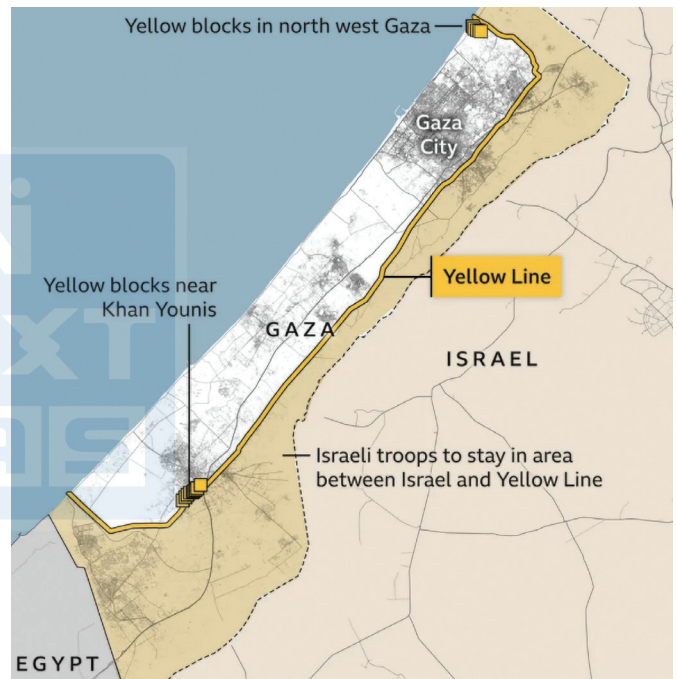 Yellow blocks in north west Gaza
Gaza
City
Yellow Line
Yellow blocks near
Khan Younis
GAZA
ISRAEL
Israeli troops to stay in area
between Israel and Yellow Line
EGYPT